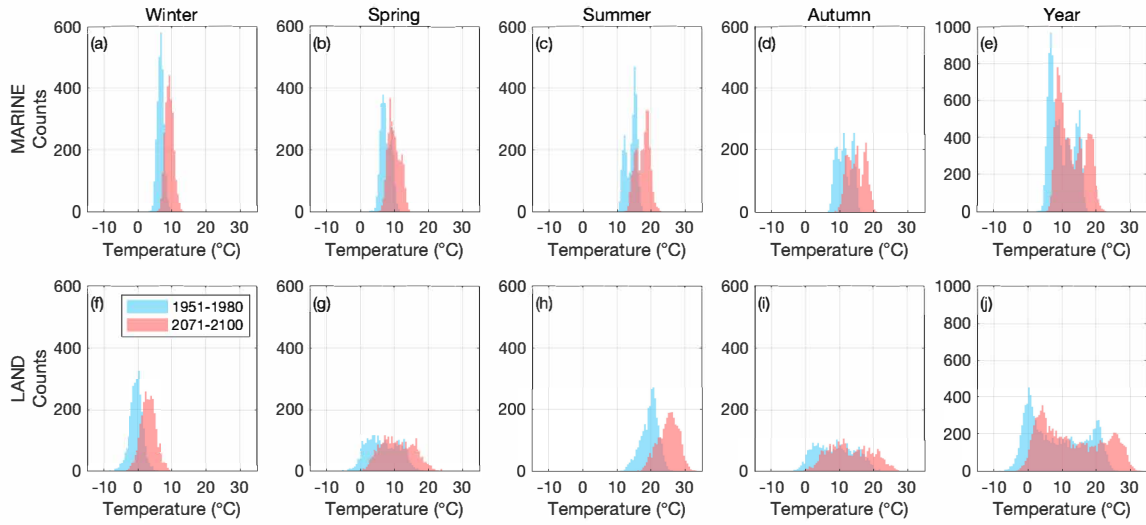 Winter Spring Summer Autumn Year
600 600 600 600 1000
(a) (b) (c) (d) (e)
800
400 400 400 400
600
MARINE
Counts
400
200 200 200 200
200
0 0 0 0 0
-10 0 10 20 30 -10 0 10 20 30 -10 0 10 20 30 -10 0 10 20 30 -10 0 10 20 30
Temperature (°C) Temperature (°C) Temperature (°C) Temperature (°C) Temperature (°C)
600 600 600 600 1000
(f) (g) (h) (i) (j)
1951-1980
2071-2100
800
400 400 400 400
600
LAND
Counts
400
200 200 200 200
200
0 0 0 0 0
-10 0 10 20 30 -10 0 10 20 30 -10 0 10 20 30 -10 0 10 20 30 -10 0 10 20 30
Temperature (°C) Temperature (°C) Temperature (°C) Temperature (°C) Temperature (°C)